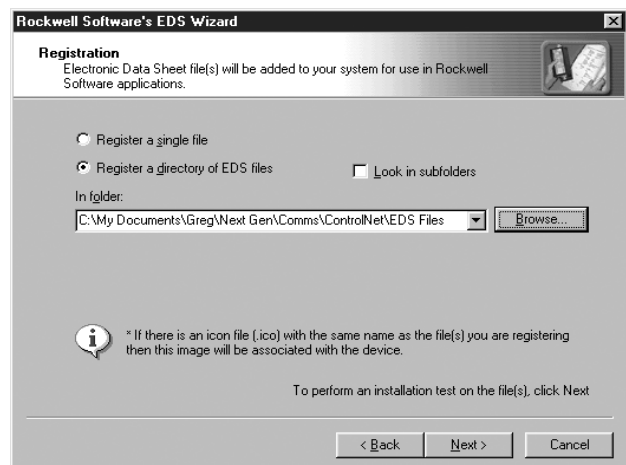 Rockwell Software's EDS Wizard
Registration
Electronic Data Sheet file(s) will be added to your system for use in Rockwell
Software applications.
Register a single file
Register a directory of EDS files
Look in subfolders
In folder:
C:\My Documents\Greg\Next Gen\Comms\ControlNet\EDS Files
Browse...
* If there is an icon file (.ico) with the same name as the file(s) you are registering
then this image will be associated with the device.
To perform an installation test on the file(s), click Next
< Back
Next >
Cancel